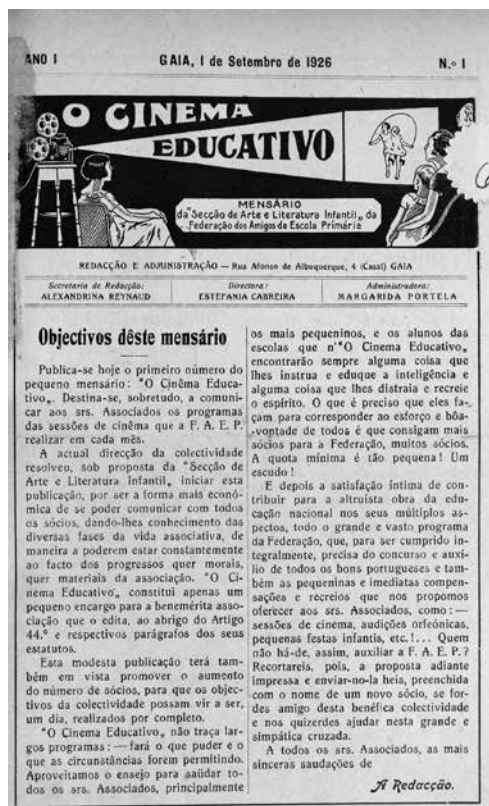 ANO I
GAIA, 1 de Setembro de 1926
N.º 1
O CINEMA
EDUCATIVO
MENSÁRIO
da "Secção de Arte e Literatura Infantil„ da
Federação dos Amigos da Escola Primária
REDACÇÃO E ADMINISTRAÇÃO — Rua Afonso de Albuquerque, 4 (Casal) GAIA
Secretaria de Redacção:
ALEXANDRINA REYNAUD
Directora:
ESTEFANIA CABREIRA
Administradora:
MARGARIDA PORTELA
Objectivos dêste mensário
Publica-se hoje o primeiro número do
pequeno mensário: "O Cinêma Educa-
tivo„. Destina-se, sobretudo, a comuni-
car aos srs. Associados os programas
das sessões de cinêma que a F. A. E. P.
realizar em cada mês.
A actual direcção da colectividade
resolveu, sob proposta da "Secção de
Arte e Literatura Infantil„ iniciar esta
publicação, por ser a forma mais econó-
mica de se poder comunicar com todos
os sócios, dando-lhes conhecimento das
diversas fases da vida associativa, de
maneira a poderem estar constantemente
ao facto dos progressos quer morais,
quer materiais da associação. "O Ci-
nema Educativo„ constitui apenas um
pequeno encargo para a benemérita asso-
ciação que o edita, ao abrigo do Artigo
44.º e respectivos parágrafos dos seus
estatutos.
Esta modesta publicação terá tam-
bém em vista promover o aumento
do número de sócios, para que os objec-
tivos da colectividade possam vir a ser,
um dia, realizados por completo.
"O Cinema Educativo„ não traça lar-
gos programas: — fará o que puder e o
que as circunstâncias forem permitindo.
Aproveitamos o ensejo para saüdar to-
dos os srs. Associados, principalmente
os mais pequeninos, e os alunos das
escolas que n'"O Cinema Educativo„
encontrarão sempre alguma coisa que
lhes instrua e eduque a inteligência e
alguma coisa que lhes distraia e recreie
o espírito. O que é preciso que eles fa-
çam para corresponder ao esforço e bôa-
-vontade de todos é que consigam mais
sócios para a Federação, muitos sócios.
A quota mínima é tão pequena! Um
escudo!
E depois a satisfação íntima de con-
tribuir para a altruísta obra da edu-
cação nacional nos seus múltiplos as-
pectos, todo o grande e vasto programa
da Federação, que, para ser cumprido in-
tegralmente, precisa do concurso e auxí-
lio de todos os bons portugueses e tam-
bém as pequeninas e imediatas compen-
sações e recreios que nos propomos
oferecer aos srs. Associados, como: —
sessões de cinema, audições orfeónicas,
pequenas festas infantis, etc.!... Quem
não há-de, assim, auxiliar a F. A. E. P.?
Recortareis, pois, a proposta adiante
impressa e enviar-no-la heis, preenchida
com o nome de um novo sócio, se for-
des amigo desta benéfica colectividade
e nos quizerdes ajudar nesta grande e
simpática cruzada.
A todos os srs. Associados, as mais
sinceras saudações de
A Redacção.